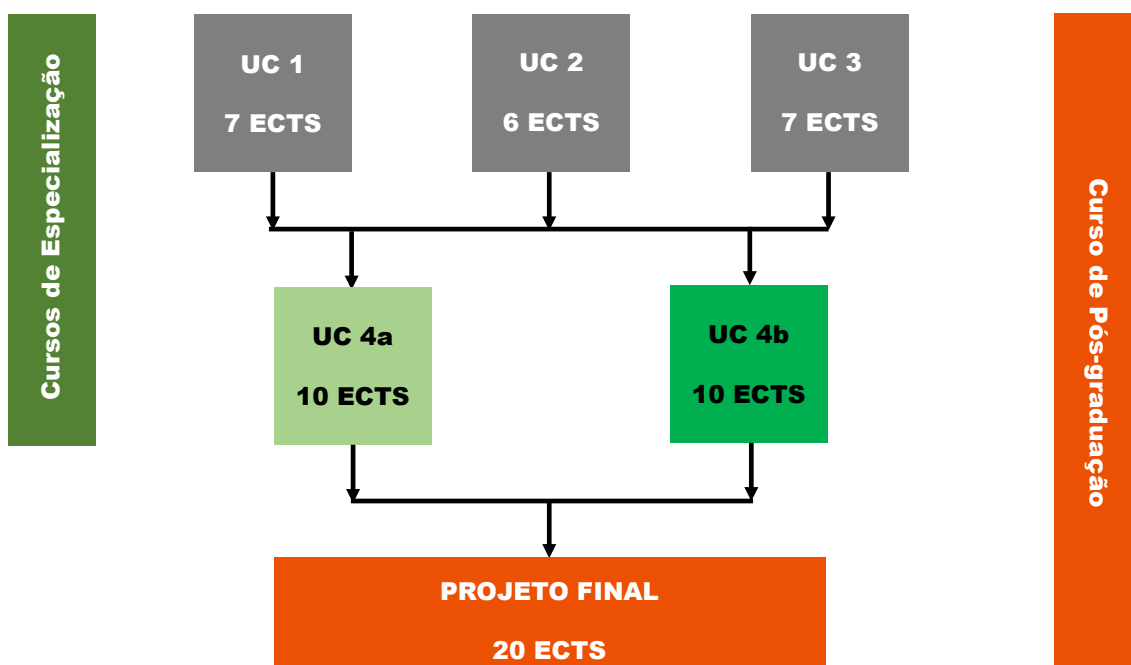 Cursos de Especialização
UC 1
7 ECTS
UC 2
6 ECTS
UC 3
7 ECTS
UC 4a
10 ECTS
UC 4b
10 ECTS
PROJETO FINAL
20 ECTS
Curso de Pós-graduação